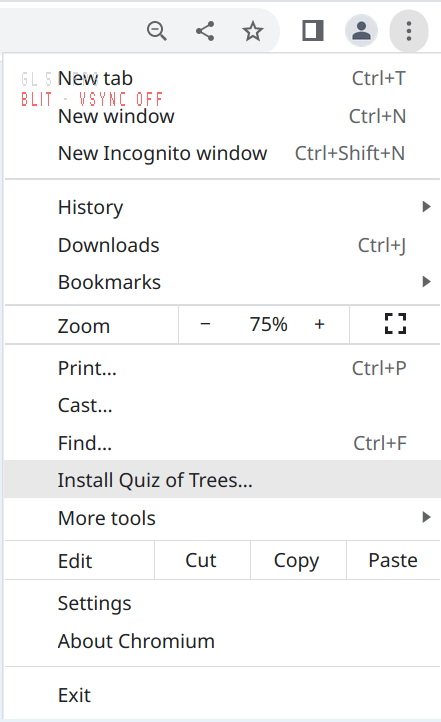 New tab Ctrl+T
BLIT - VSYNC OFF
New window Ctrl+N
New Incognito window Ctrl+Shift+N
History
Downloads Ctrl+J
Bookmarks
Zoom − 75% +
Print... Ctrl+P
Cast...
Find... Ctrl+F
Install Quiz of Trees...
More tools
Edit Cut Copy Paste
Settings
About Chromium
Exit